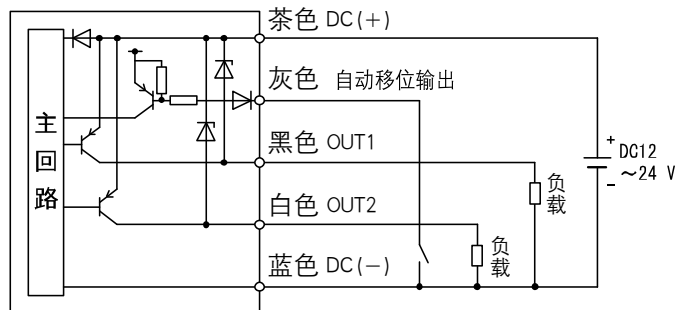 茶色 DC(+)
灰色 自动移位输出
主回路
黑色 OUT1
+
DC12
～24 V
-
负载
白色 OUT2
负载
蓝色 DC(-)